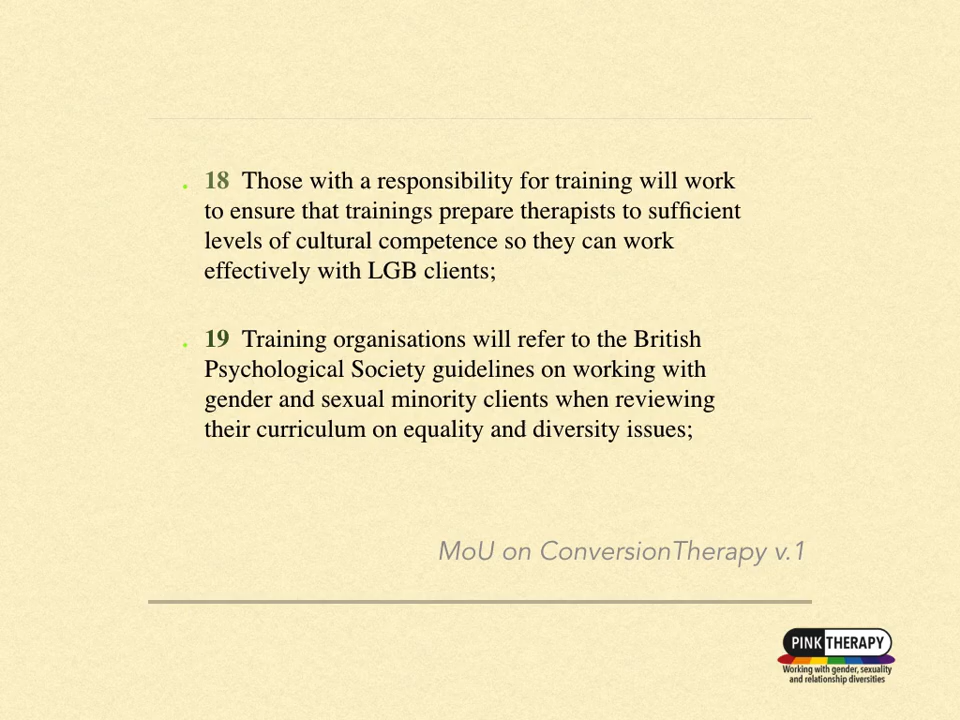 18 Those with a responsibility for training will work
to ensure that trainings prepare therapists to sufficient
levels of cultural competence so they can work
effectively with LGB clients;
19 Training organisations will refer to the British
Psychological Society guidelines on working with
gender and sexual minority clients when reviewing
their curriculum on equality and diversity issues;
MoU on ConversionTherapy v.1
PINK THERAPY
Working with gender, sexuality
and relationship diversities